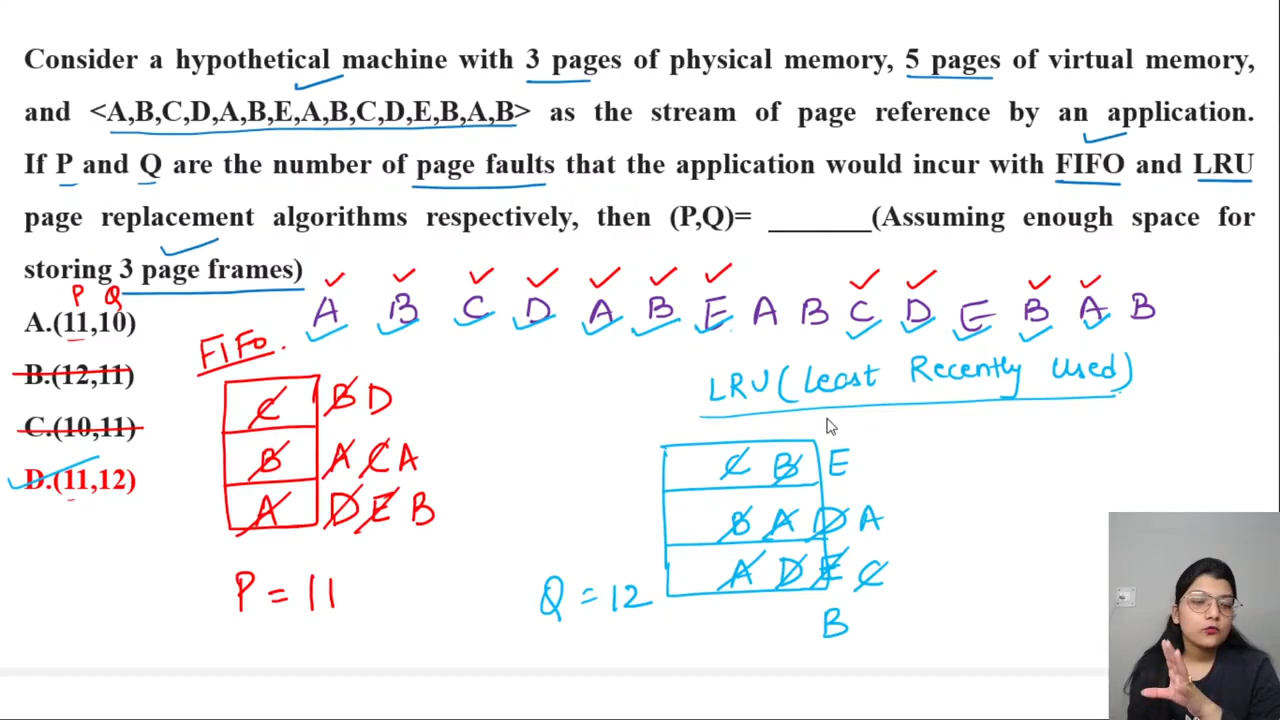 Consider a hypothetical machine with 3 pages of physical memory, 5 pages of virtual memory,
and <A,B,C,D,A,B,E,A,B,C,D,E,B,A,B> as the stream of page reference by an application.
If P and Q are the number of page faults that the application would incur with FIFO and LRU
page replacement algorithms respectively, then (P,Q)= _______(Assuming enough space for
storing 3 page frames)
P Q
A.(11,10)
A B C D A B E A B C D E B A B
B.(12,11)
C.(10,11)
D.(11,12)
FIFO.
C B D
B A C A
A D E B
P = 11
LRU (Least Recently Used)
C B E
B A D A
A D E C
B
Q = 12